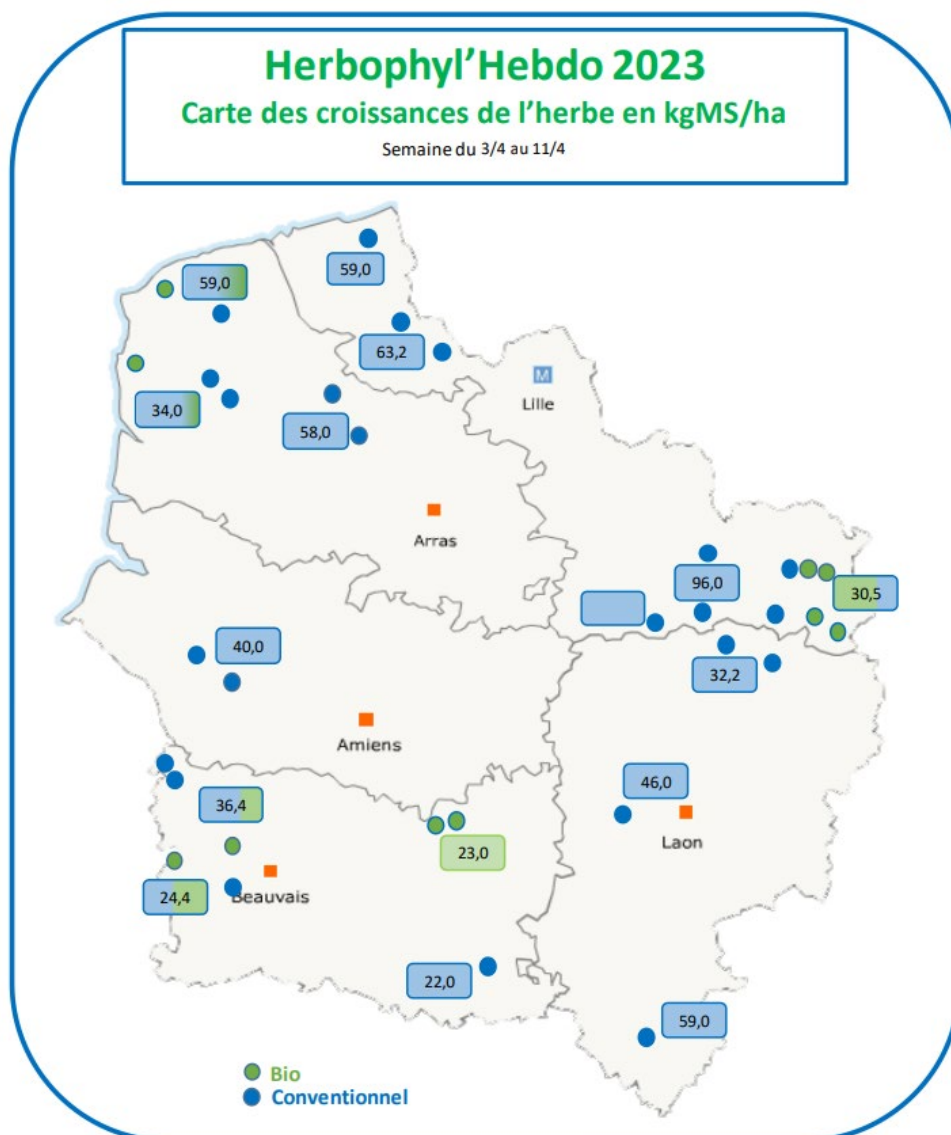 Herbophyl'Hebdo 2023
Carte des croissances de l'herbe en kgMS/ha
Semaine du 3/4 au 11/4
59,0
59,0
63,2
M
Lille
34,0
58,0
Arras
96,0
30,5
40,0
32,2
Amiens
46,0
36,4
Laon
23,0
24,4
Beauvais
22,0
59,0
Bio
Conventionnel